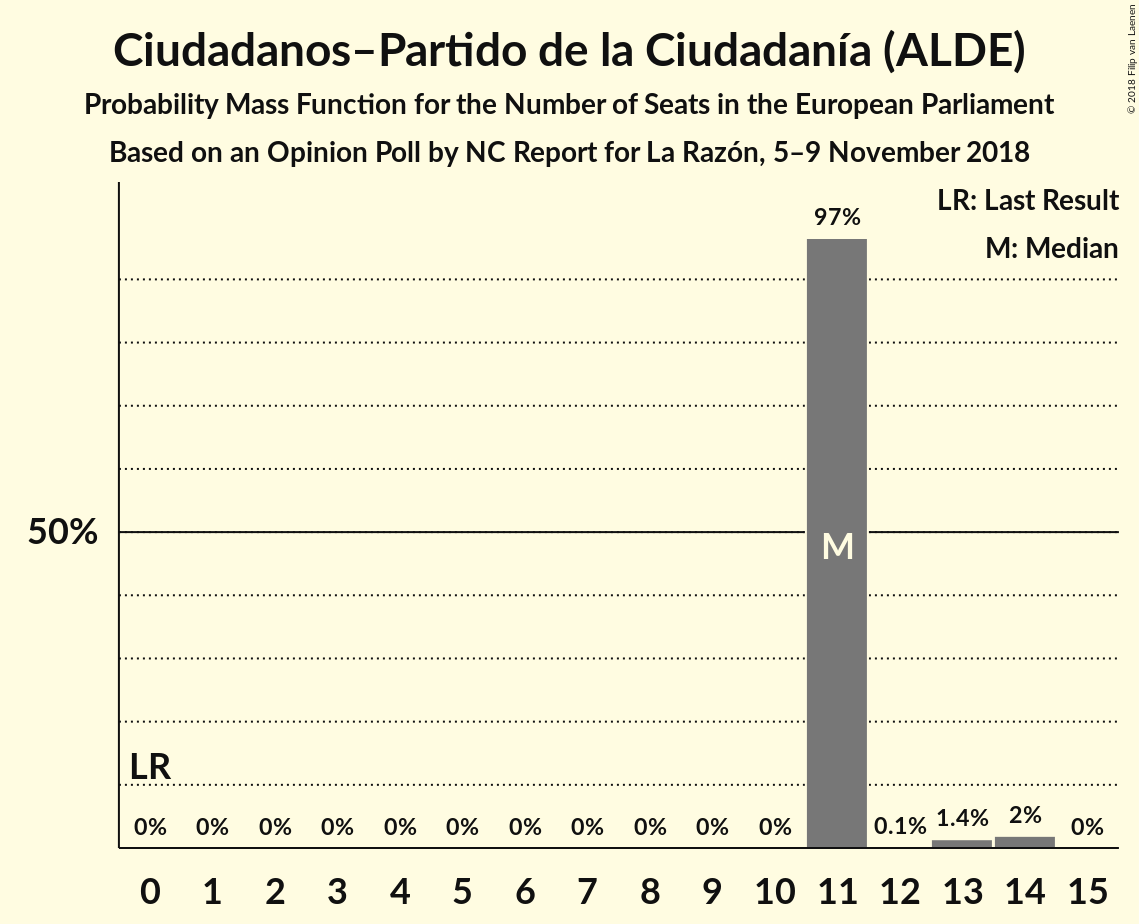 Ciudadanos–Partido de la Ciudadanía (ALDE)
Probability Mass Function for the Number of Seats in the European Parliament
Based on an Opinion Poll by NC Report for La Razón, 5–9 November 2018
© 2018 Filip van Laenen
LR: Last Result
M: Median
97%
50%
M
LR
0% 0% 0% 0% 0% 0% 0% 0% 0% 0% 0% 0.1% 1.4% 2% 0%
0 1 2 3 4 5 6 7 8 9 10 11 12 13 14 15